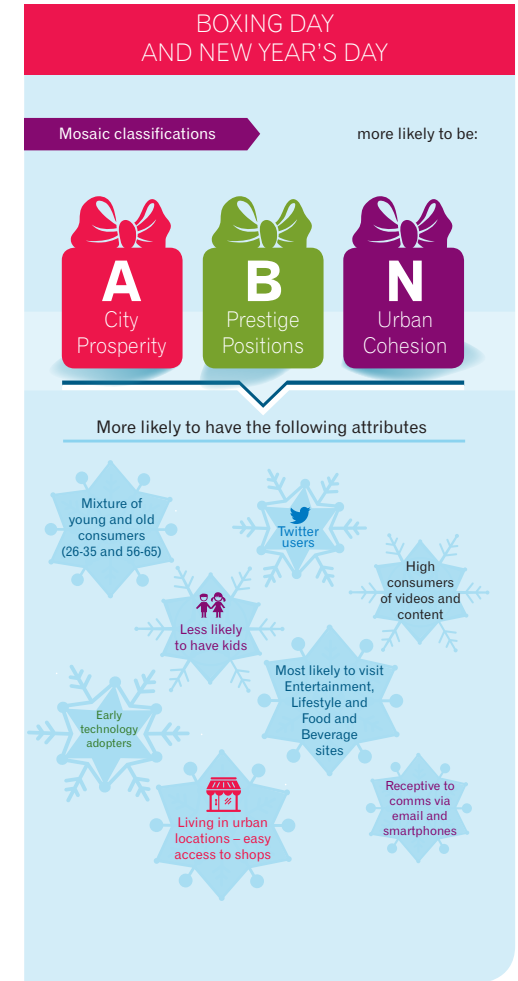 BOXING DAY
AND NEW YEAR'S DAY
Mosaic classifications
more likely to be:
A
City
Prosperity
B
Prestige
Positions
N
Urban
Cohesion
More likely to have the following attributes
Mixture of
young and old
consumers
(26-35 and 56-65)
Twitter
users
High
consumers
of videos and
content
Less likely
to have kids
Most likely to visit
Entertainment,
Lifestyle and
Food and
Beverage
sites
Early
technology
adopters
Living in urban
locations – easy
access to shops
Receptive to
comms via
email and
smartphones